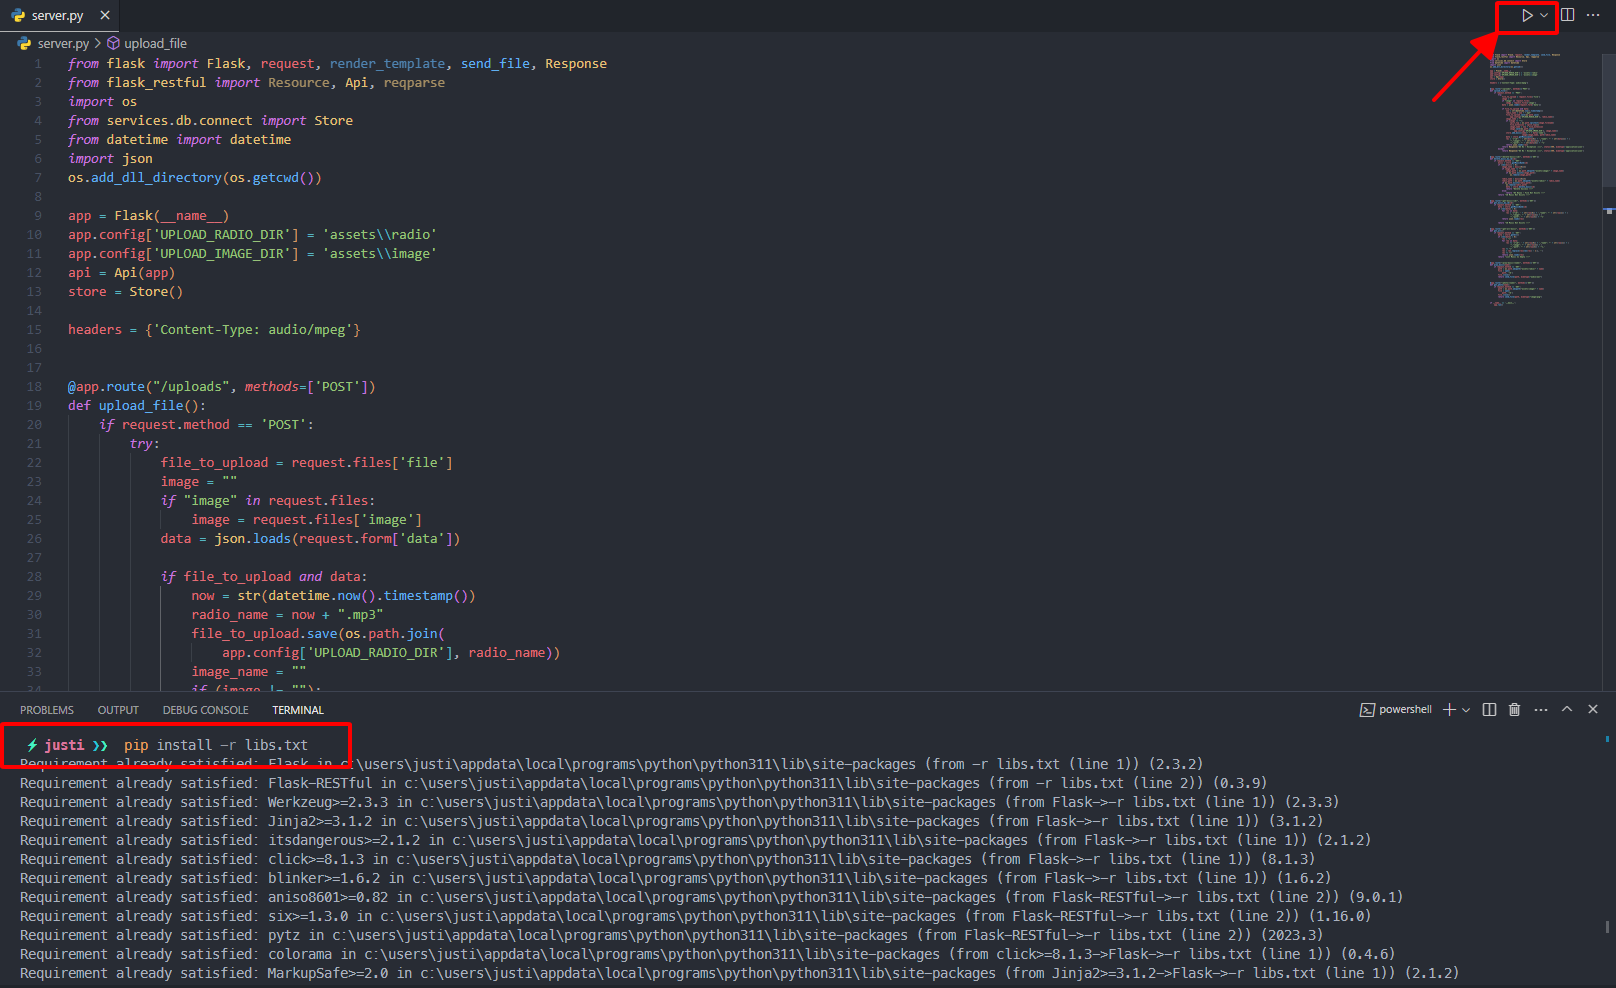 server.py
server.py > upload_file
1 from flask import Flask, request, render_template, send_file, Response
2 from flask_restful import Resource, Api, reqparse
3 import os
4 from services.db.connect import Store
5 from datetime import datetime
6 import json
7 os.add_dll_directory(os.getcwd())
8
9 app = Flask(__name__)
10 app.config['UPLOAD_RADIO_DIR'] = 'assets\\radio'
11 app.config['UPLOAD_IMAGE_DIR'] = 'assets\\image'
12 api = Api(app)
13 store = Store()
14
15 headers = {'Content-Type: audio/mpeg'}
16
17
18 @app.route("/uploads", methods=['POST'])
19 def upload_file():
20 if request.method == 'POST':
21 try:
22 file_to_upload = request.files['file']
23 image = ""
24 if "image" in request.files:
25 image = request.files['image']
26 data = json.loads(request.form['data'])
27
28 if file_to_upload and data:
29 now = str(datetime.now().timestamp())
30 radio_name = now + ".mp3"
31 file_to_upload.save(os.path.join(
32 app.config['UPLOAD_RADIO_DIR'], radio_name))
33 image_name = ""
34 if (image != ""):
PROBLEMS OUTPUT DEBUG CONSOLE TERMINAL powershell
justi ❯❯ pip install -r libs.txt
Requirement already satisfied: Flask in c:\users\justi\appdata\local\programs\python\python311\lib\site-packages (from -r libs.txt (line 1)) (2.3.2)
Requirement already satisfied: Flask-RESTful in c:\users\justi\appdata\local\programs\python\python311\lib\site-packages (from -r libs.txt (line 2)) (0.3.9)
Requirement already satisfied: Werkzeug>=2.3.3 in c:\users\justi\appdata\local\programs\python\python311\lib\site-packages (from Flask->-r libs.txt (line 1)) (2.3.3)
Requirement already satisfied: Jinja2>=3.1.2 in c:\users\justi\appdata\local\programs\python\python311\lib\site-packages (from Flask->-r libs.txt (line 1)) (3.1.2)
Requirement already satisfied: itsdangerous>=2.1.2 in c:\users\justi\appdata\local\programs\python\python311\lib\site-packages (from Flask->-r libs.txt (line 1)) (2.1.2)
Requirement already satisfied: click>=8.1.3 in c:\users\justi\appdata\local\programs\python\python311\lib\site-packages (from Flask->-r libs.txt (line 1)) (8.1.3)
Requirement already satisfied: blinker>=1.6.2 in c:\users\justi\appdata\local\programs\python\python311\lib\site-packages (from Flask->-r libs.txt (line 1)) (1.6.2)
Requirement already satisfied: aniso8601>=0.82 in c:\users\justi\appdata\local\programs\python\python311\lib\site-packages (from Flask-RESTful->-r libs.txt (line 2)) (9.0.1)
Requirement already satisfied: six>=1.3.0 in c:\users\justi\appdata\local\programs\python\python311\lib\site-packages (from Flask-RESTful->-r libs.txt (line 2)) (1.16.0)
Requirement already satisfied: pytz in c:\users\justi\appdata\local\programs\python\python311\lib\site-packages (from Flask-RESTful->-r libs.txt (line 2)) (2023.3)
Requirement already satisfied: colorama in c:\users\justi\appdata\local\programs\python\python311\lib\site-packages (from click>=8.1.3->Flask->-r libs.txt (line 1)) (0.4.6)
Requirement already satisfied: MarkupSafe>=2.0 in c:\users\justi\appdata\local\programs\python\python311\lib\site-packages (from Jinja2>=3.1.2->Flask->-r libs.txt (line 1)) (2.1.2)